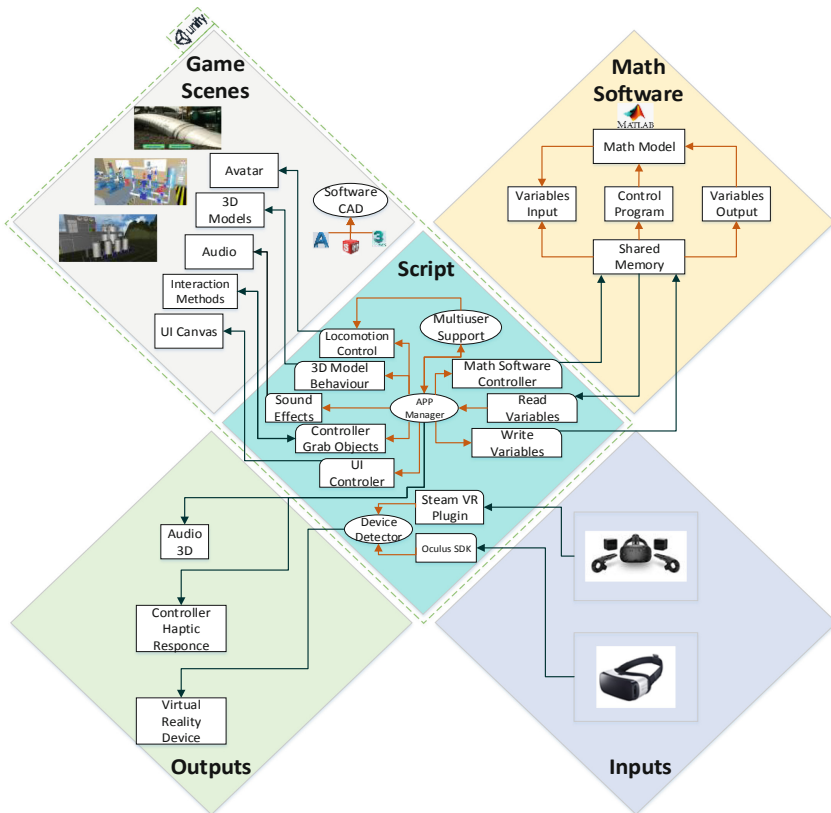 unity
Game
Scenes
Avatar
3D
Models
Audio
Interaction
Methods
UI Canvas
Software
CAD
A
3
Math
Software
MATLAB
Math Model
Variables
Input
Control
Program
Variables
Output
Shared
Memory
Script
Multiuser
Support
Locomotion
Control
3D Model
Behaviour
Sound
Effects
Controller
Grab Objects
UI
Controler
APP
Manager
Math Software
Controller
Read
Variables
Write
Variables
Steam VR
Plugin
Device
Detector
Oculus SDK
Audio
3D
Controller
Haptic
Responce
Virtual
Reality
Device
Outputs
Inputs